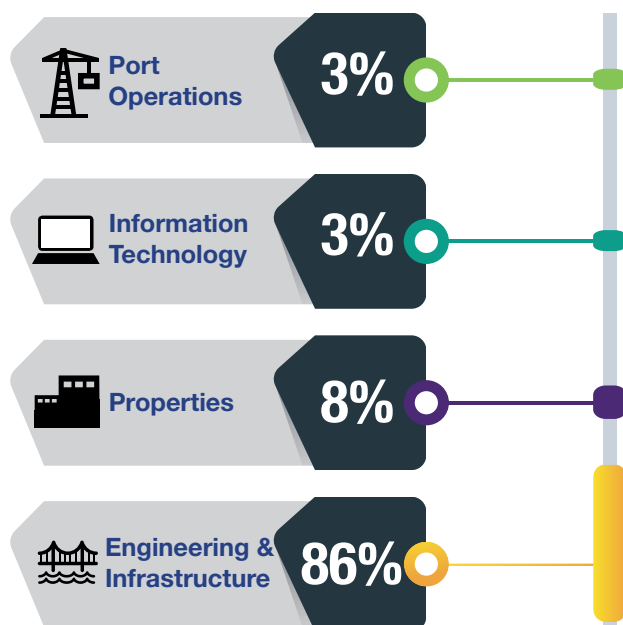 Port
Operations
3%
Information
Technology
3%
Properties
8%
Engineering &
Infrastructure
86%